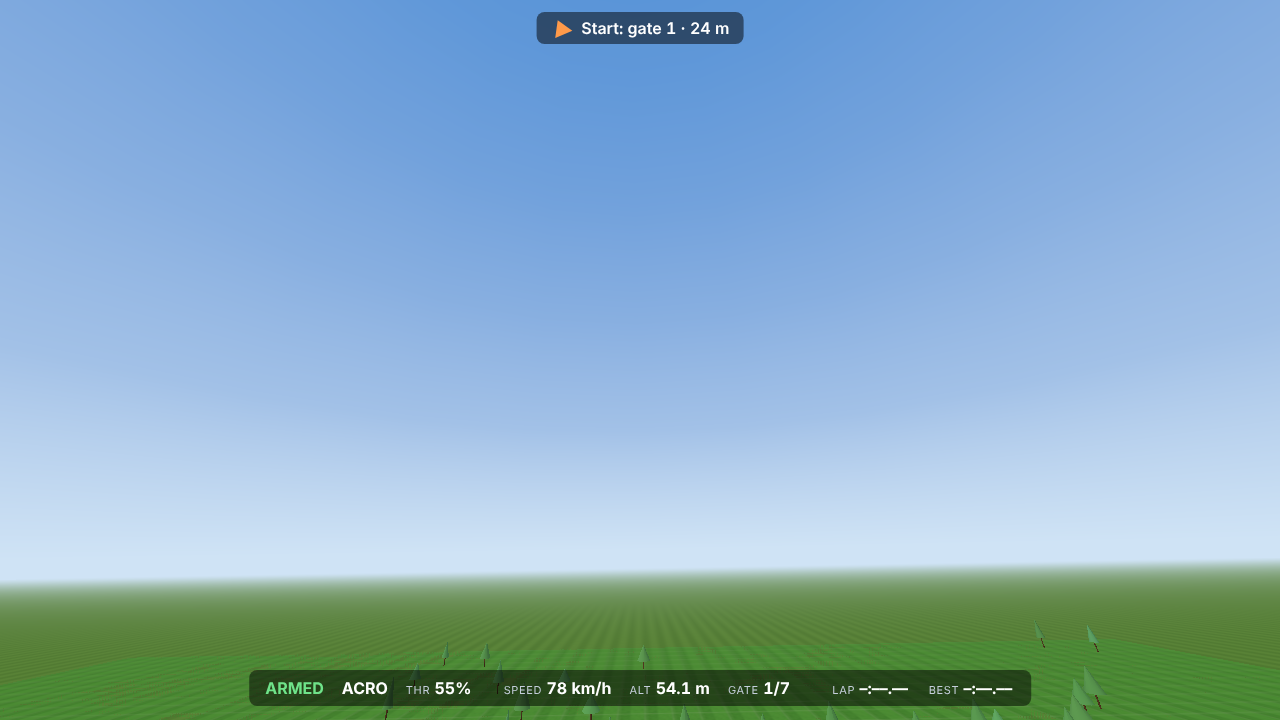 Start: gate 1 · 24 m
ARMED ACRO THR 55% SPEED 78 km/h ALT 54.1 m GATE 1/7 LAP –:––.–– BEST –:––.––